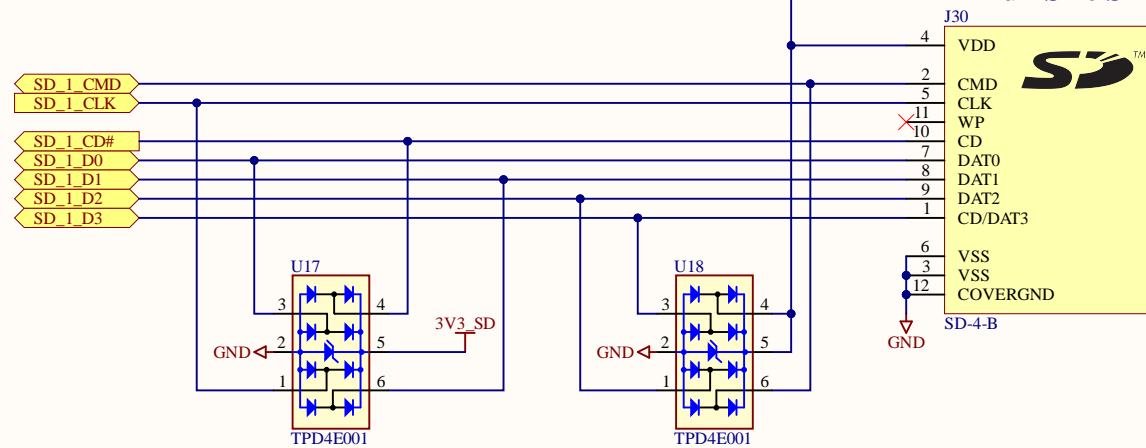 J30
4 VDD
SD_1_CMD 2 CMD
SD_1_CLK 5 CLK
11 WP
SD_1_CD# 10 CD
SD_1_D0 7 DAT0
SD_1_D1 8 DAT1
SD_1_D2 9 DAT2
SD_1_D3 1 CD/DAT3
6 VSS
3 VSS
12 COVERGND
SD-4-B
GND
SD TM
U17
3 4
3V3_SD
GND 2 5
1 6
TPD4E001
U18
3 4
GND 2 5
1 6
TPD4E001